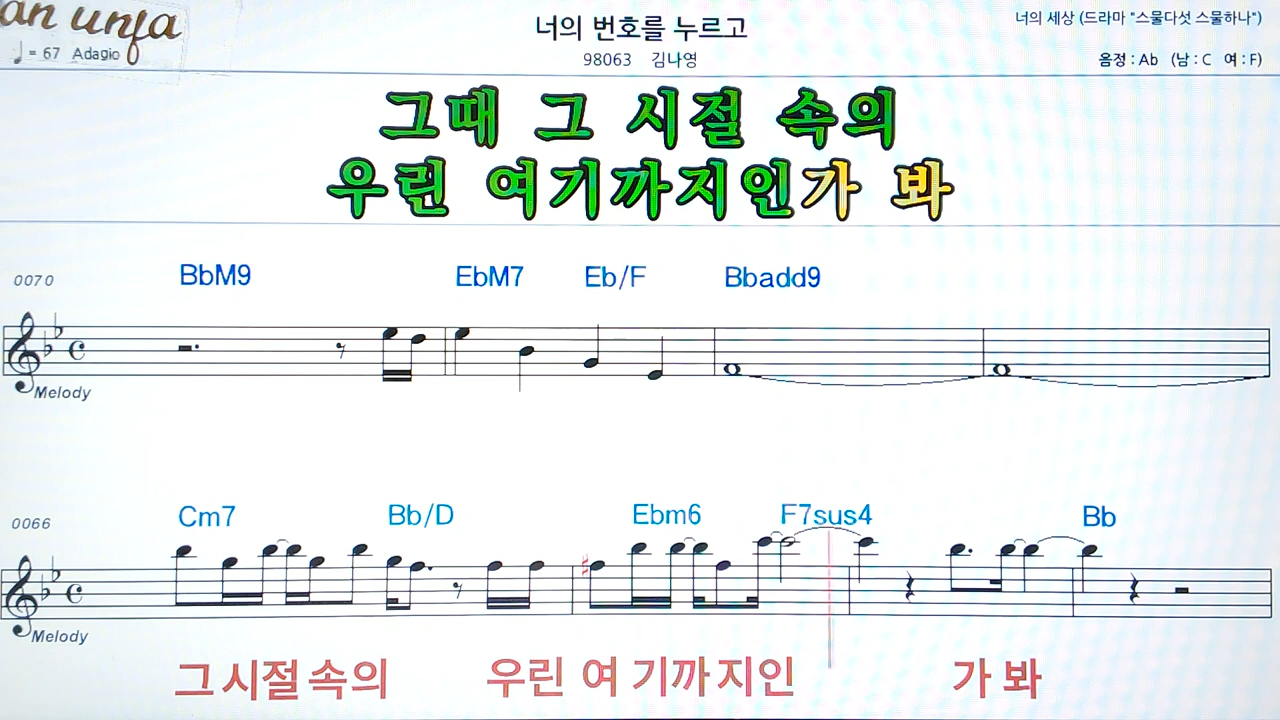 an unfa
♩ = 67 Adagio
너의 번호를 누르고
98063 김나영
너의 세상 (드라마 "스물다섯 스물하나")
음정 : Ab (남 : C 여 : F)
그때 그 시절 속의
우린 여기까지인가 봐
0070 BbM9 EbM7 Eb/F Bbadd9
Melody
0066 Cm7 Bb/D Ebm6 F7sus4 Bb
Melody
그 시절 속의 우린 여 기까 지인 가 봐